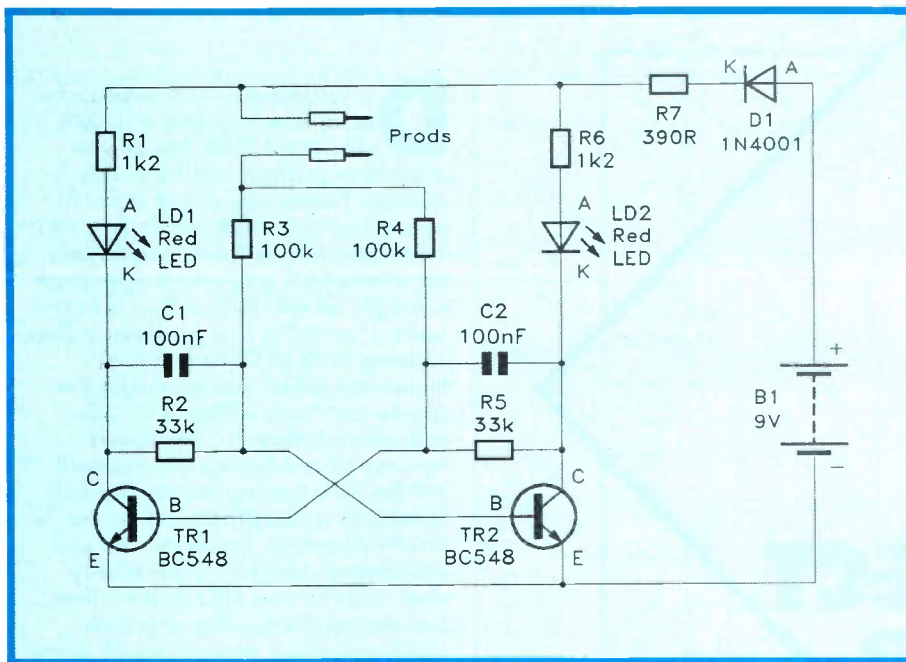 R1
1k2
A
LD1
Red
LED
K
Prods
R3
100k
R4
100k
R6
1k2
A
LD2
Red
LED
K
R7
390R
K
A
D1
1N4001
C1
100nF
C2
100nF
R2
33k
R5
33k
C
B
TR1
BC548
E
C
B
TR2
BC548
E
+
B1
9V
−